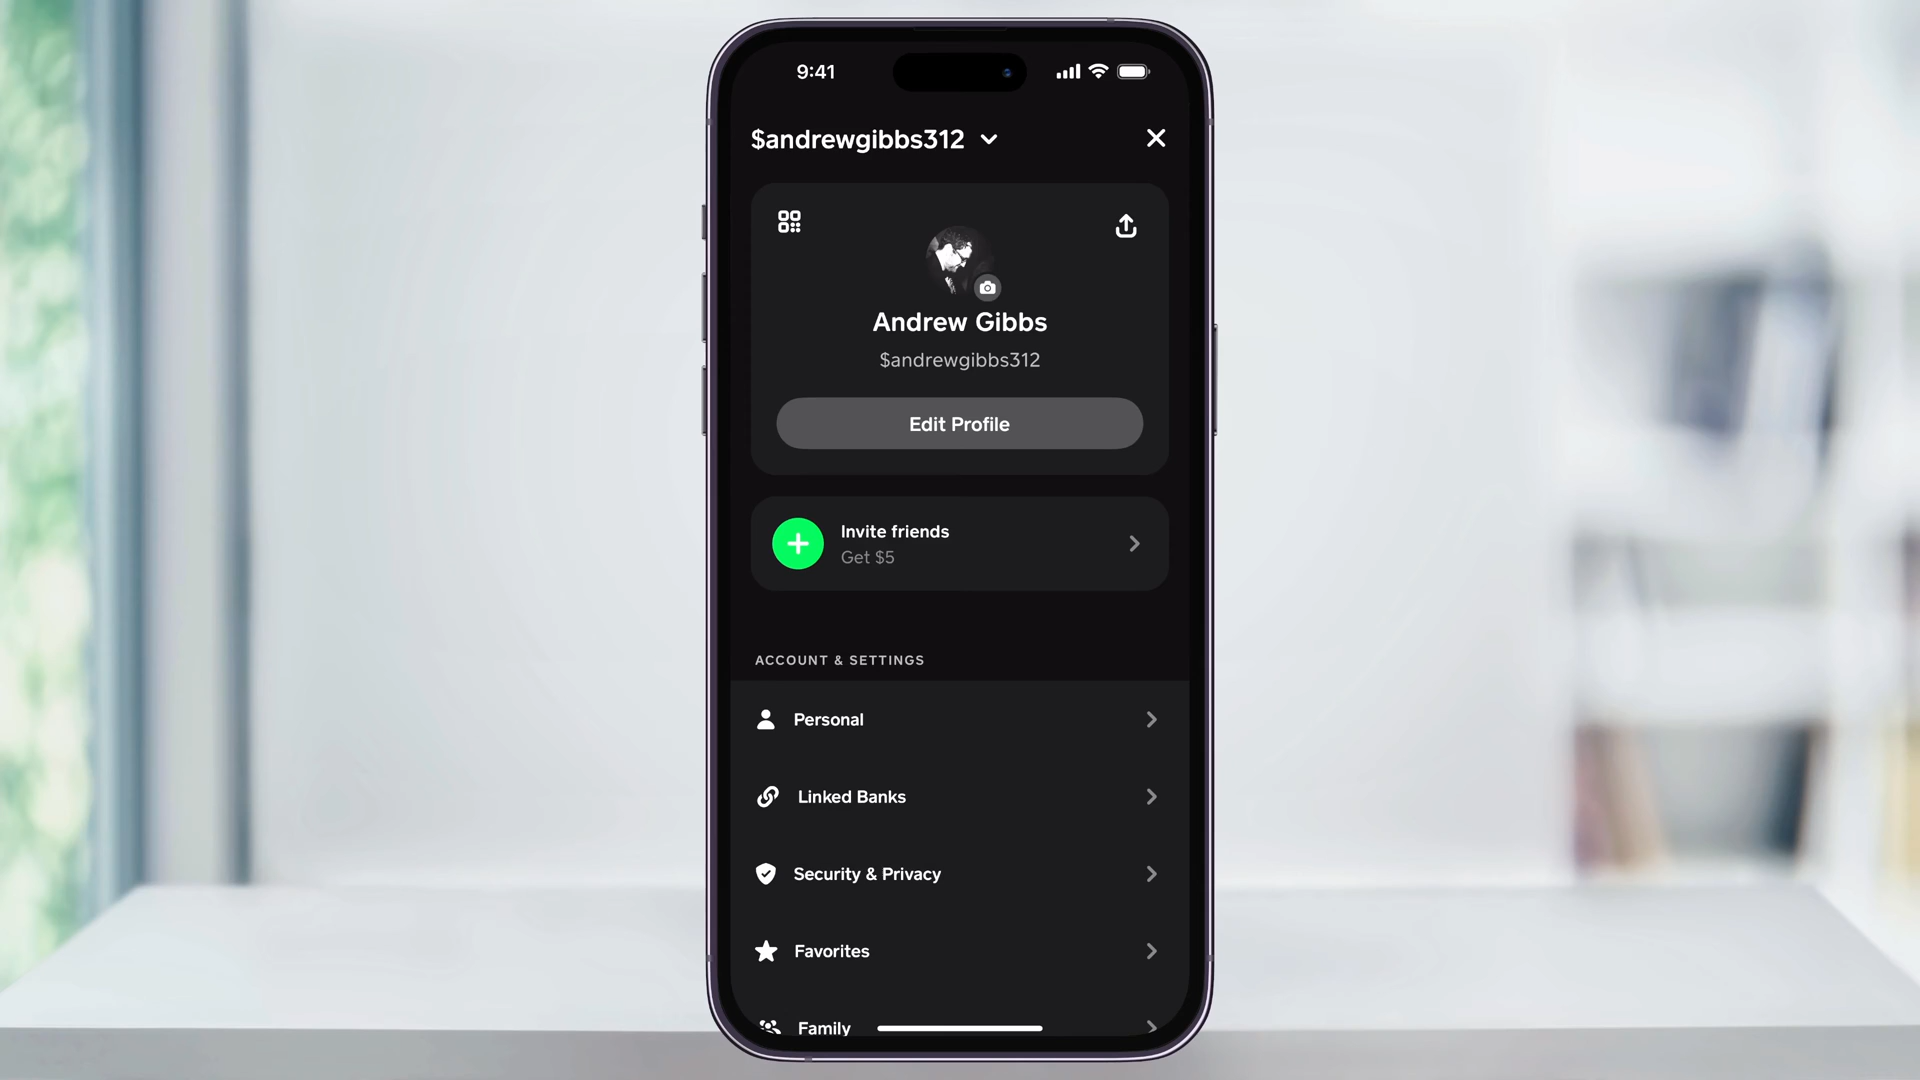 9:41
$andrewgibbs312
Andrew Gibbs
$andrewgibbs312
Edit Profile
Invite friends
Get $5
ACCOUNT & SETTINGS
Personal
Linked Banks
Security & Privacy
Favorites
Family